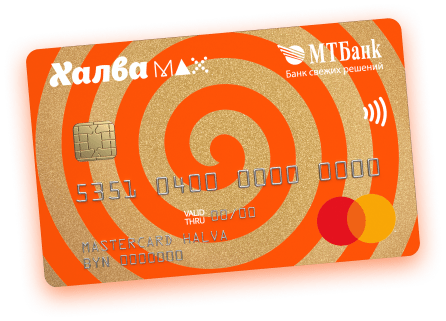 Халва MAX
МТБанк
Банк свежих решений
5351 0400 0000 0000
VALID THRU 00/00
MASTERCARD HALVA
BYN 0000000